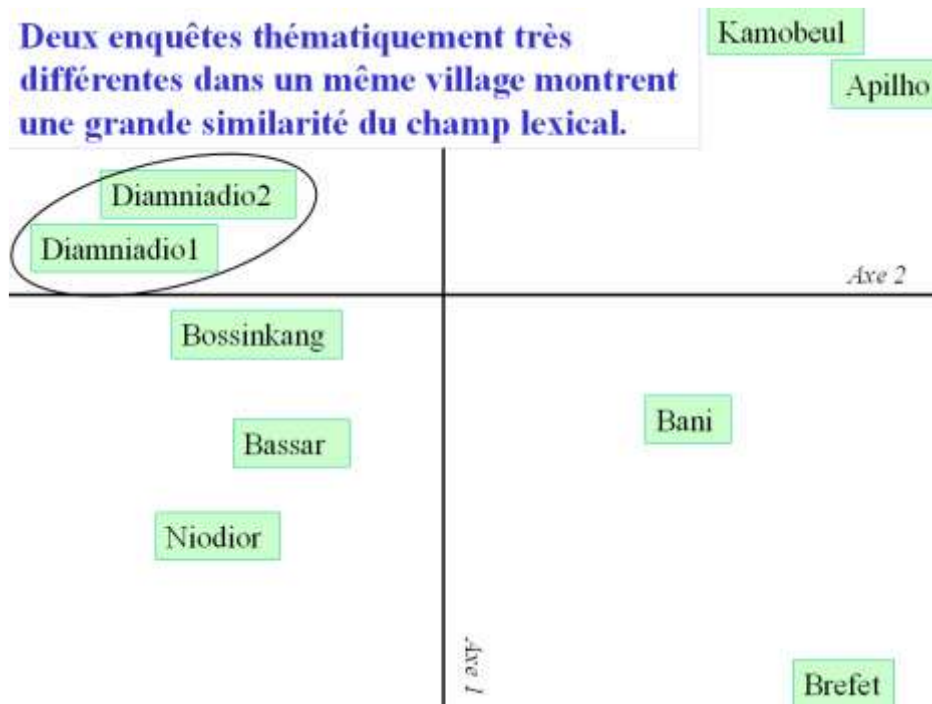 Deux enquêtes thématiquement très
différentes dans un même village montrent
une grande similarité du champ lexical.
Kamobeul
Apilho
Diamniadio2
Diamniadio1
Axe 2
Bossinkang
Bani
Bassar
Niodior
Axe 1
Brefet